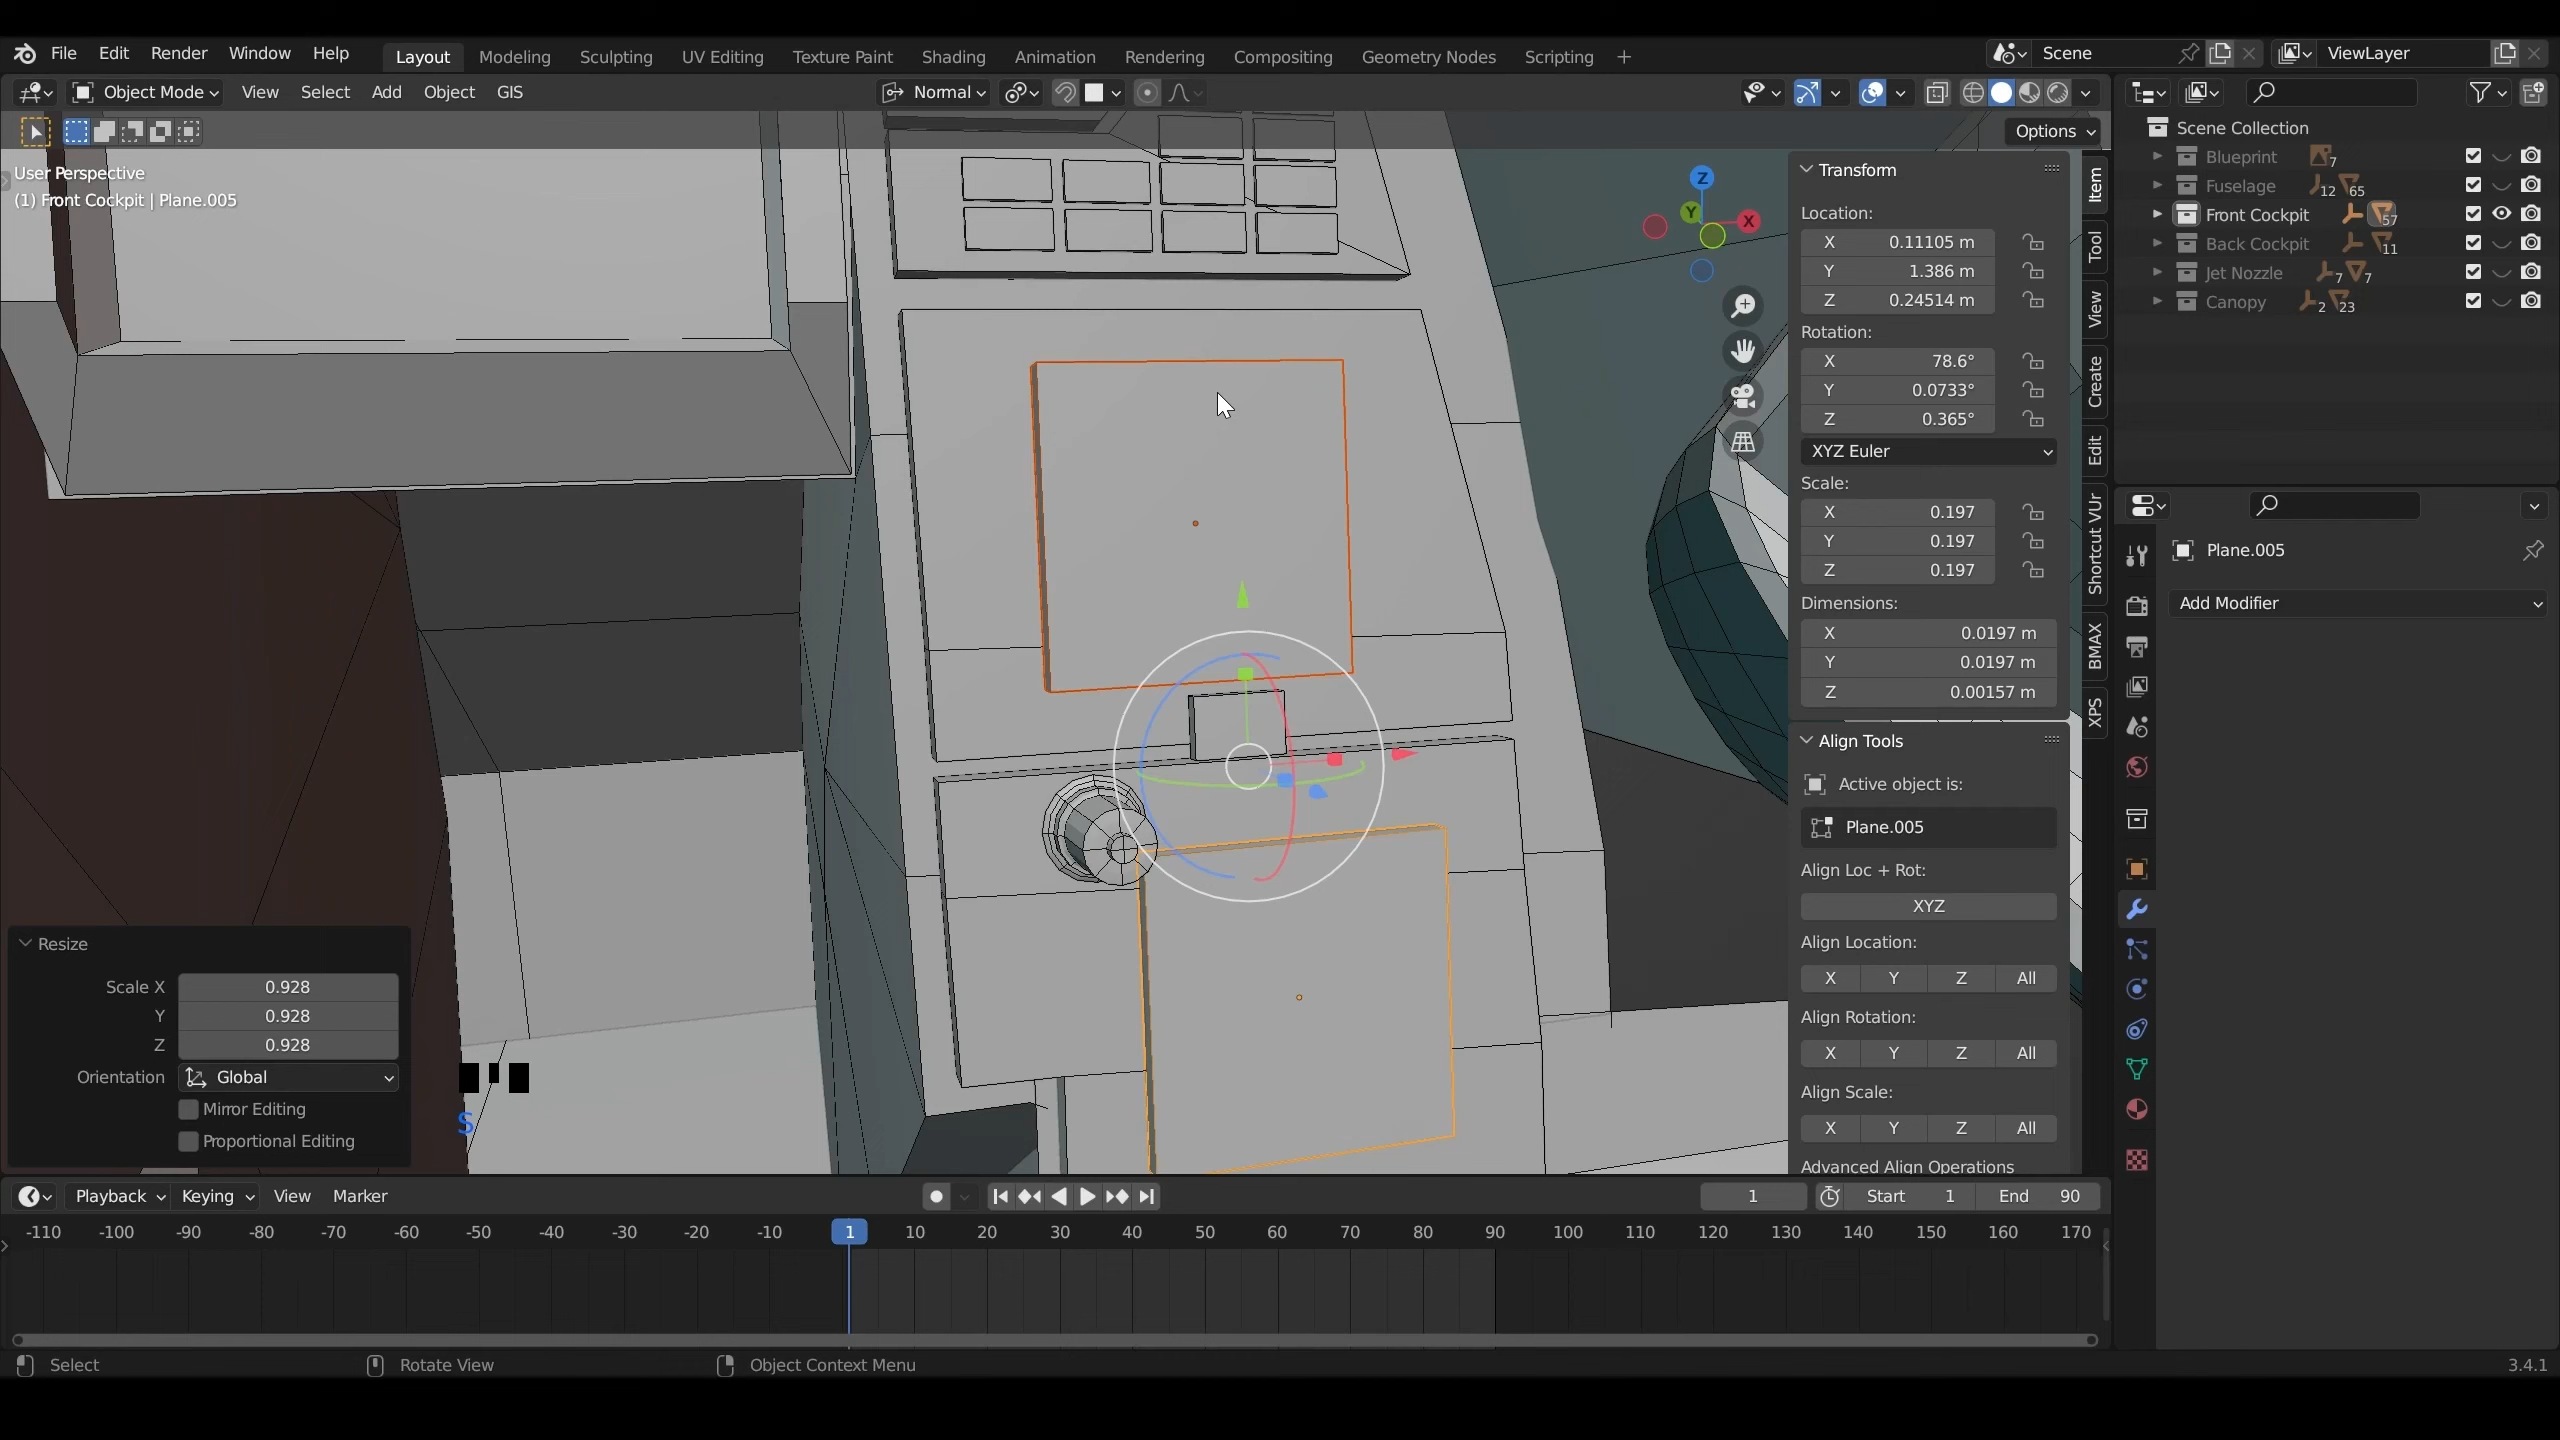 File Edit Render Window Help Layout Modeling Sculpting UV Editing Texture Paint Shading Animation Rendering Compositing Geometry Nodes Scripting + Scene ViewLayer
Object Mode View Select Add Object GIS Normal
Options
User Perspective
(1) Front Cockpit | Plane.005
Z
Y
X
Transform
Location:
X 0.11105 m
Y 1.386 m
Z 0.24514 m
Rotation:
X 78.6°
Y 0.0733°
Z 0.365°
XYZ Euler
Scale:
X 0.197
Y 0.197
Z 0.197
Dimensions:
X 0.0197 m
Y 0.0197 m
Z 0.00157 m
Align Tools
Active object is:
Plane.005
Align Loc + Rot:
XYZ
Align Location:
X Y Z All
Align Rotation:
X Y Z All
Align Scale:
X Y Z All
Advanced Align Operations
Item
Tool
View
Create
Edit
Shortcut VUr
BMAX
XPS
Scene Collection
Blueprint 7
Fuselage 12 65
Front Cockpit 57
Back Cockpit 11
Jet Nozzle 7 7
Canopy 2 23
Plane.005
Add Modifier
Resize
Scale X 0.928
Y 0.928
Z 0.928
Orientation Global
Mirror Editing
Proportional Editing
S
Playback Keying View Marker 1 Start 1 End 90
-110 -100 -90 -80 -70 -60 -50 -40 -30 -20 -10 1 10 20 30 40 50 60 70 80 90 100 110 120 130 140 150 160 170
Select Rotate View Object Context Menu 3.4.1